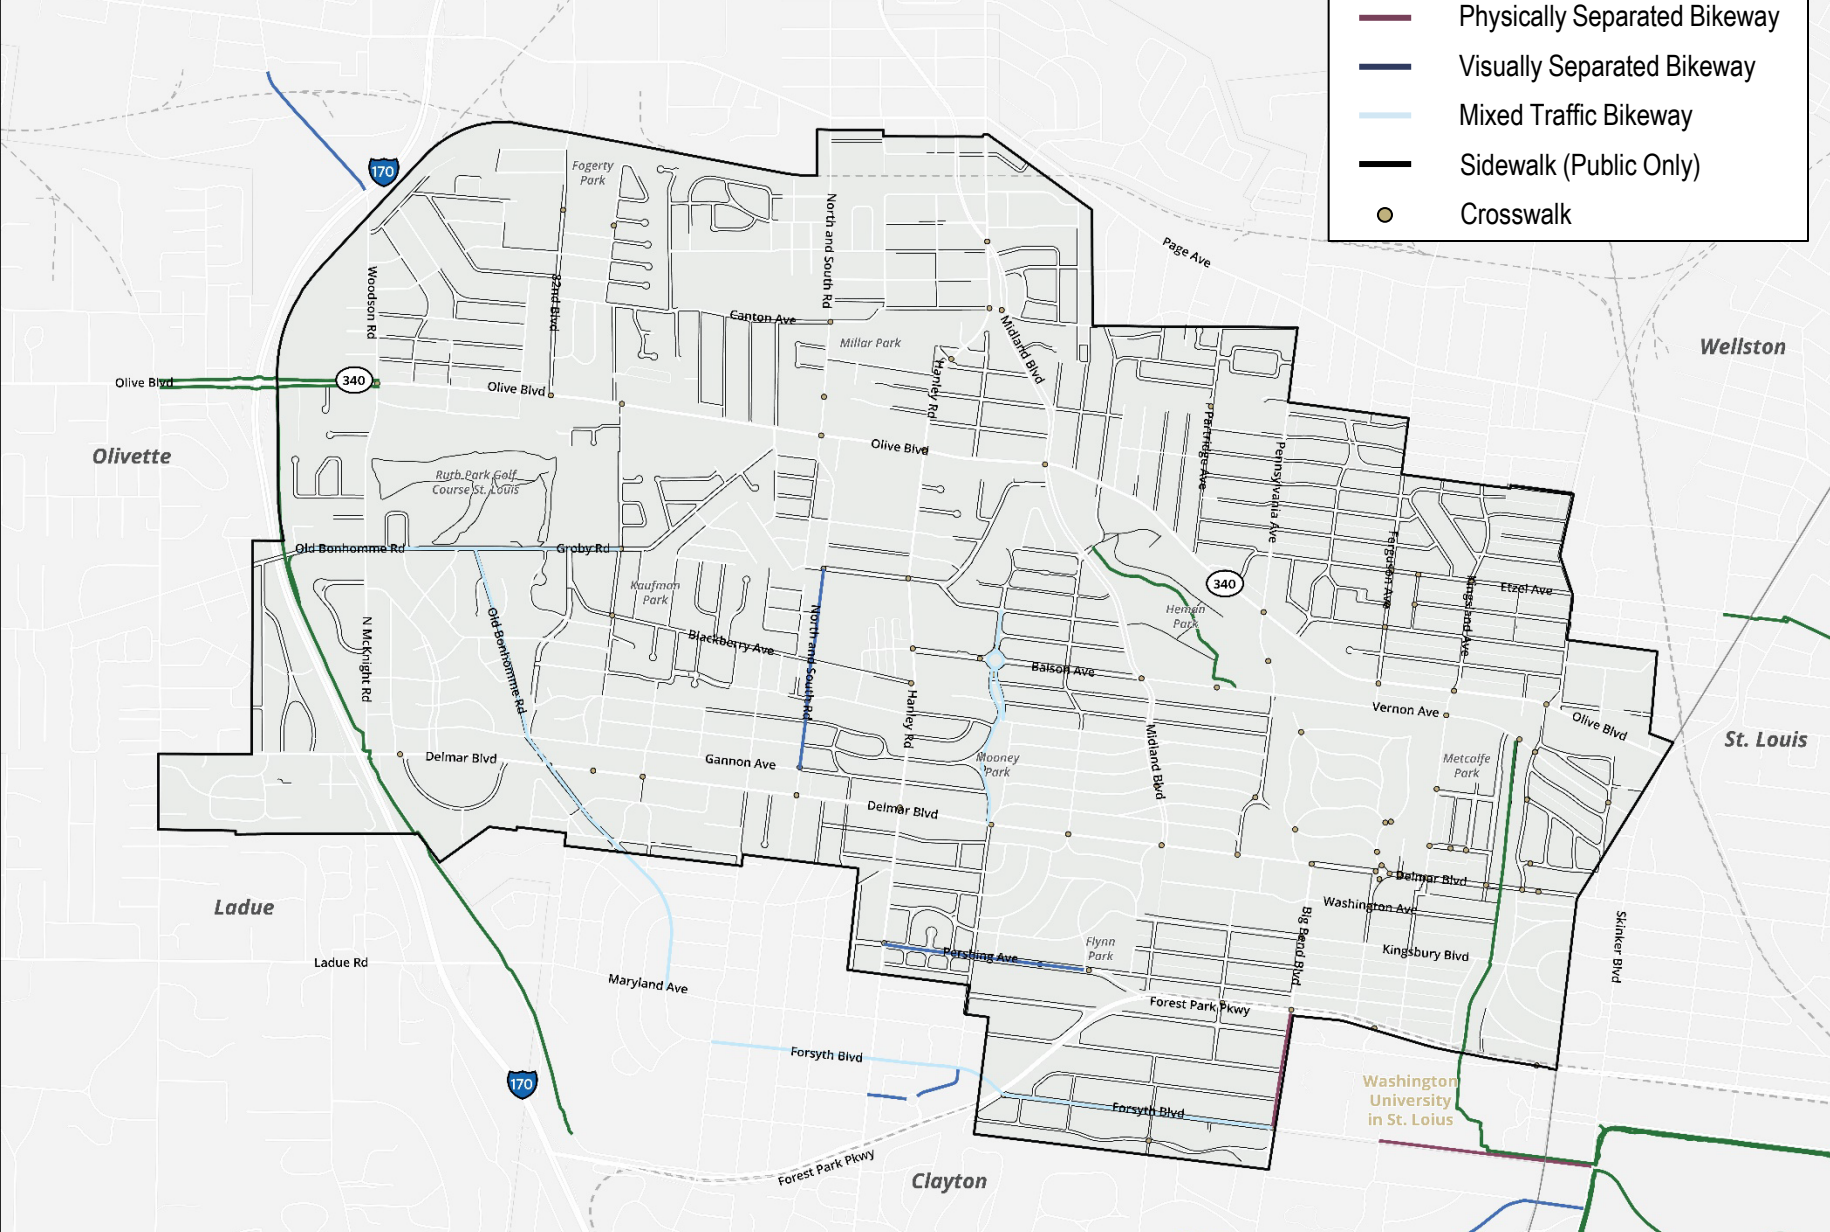 Physically Separated Bikeway
Visually Separated Bikeway
Mixed Traffic Bikeway
Sidewalk (Public Only)
Crosswalk
170
Fogerty
Park
North and South Rd
Page Ave
Woodson Rd
82nd Blvd
Canton Ave
Millar Park
Midland Blvd
Wellston
Olive Blvd
340
Olive Blvd
Hanley Rd
Olivette
Olive Blvd
Partridge Ave
Pennsylvania Ave
Ruth Park Golf
Course St. Louis
Old Bonhomme Rd
Groby Rd
Kaufman
Park
340
Ferguson Ave
Kingsland Ave
Etzel Ave
Heman
Park
N McKnight Rd
Old Bonhomme Rd
Blackberry Ave
North and South Rd
Balson Ave
Hanley Rd
Vernon Ave
Olive Blvd
St. Louis
Delmar Blvd
Gannon Ave
Mooney
Park
Midland Blvd
Metcalfe
Park
Delmar Blvd
Delmar Blvd
Ladue
Washington Ave
Big Bend Blvd
Skinker Blvd
Kingsbury Blvd
Flynn
Park
Pershing Ave
Ladue Rd
Maryland Ave
Forest Park Pkwy
Forsyth Blvd
170
Forsyth Blvd
Washington
University
in St. Loius
Forest Park Pkwy
Clayton